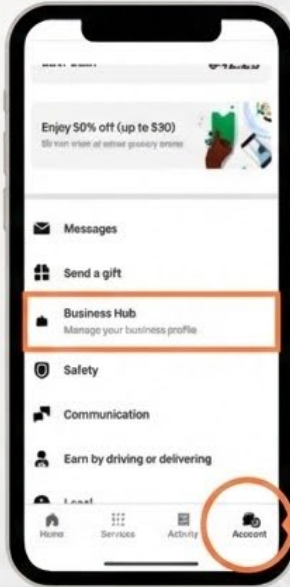 Enjoy 50% off (up to $30)
Messages
Send a gift
Business Hub
Manage your business profile
Safety
Communication
Earn by driving or delivering
Home
Services
Activity
Account